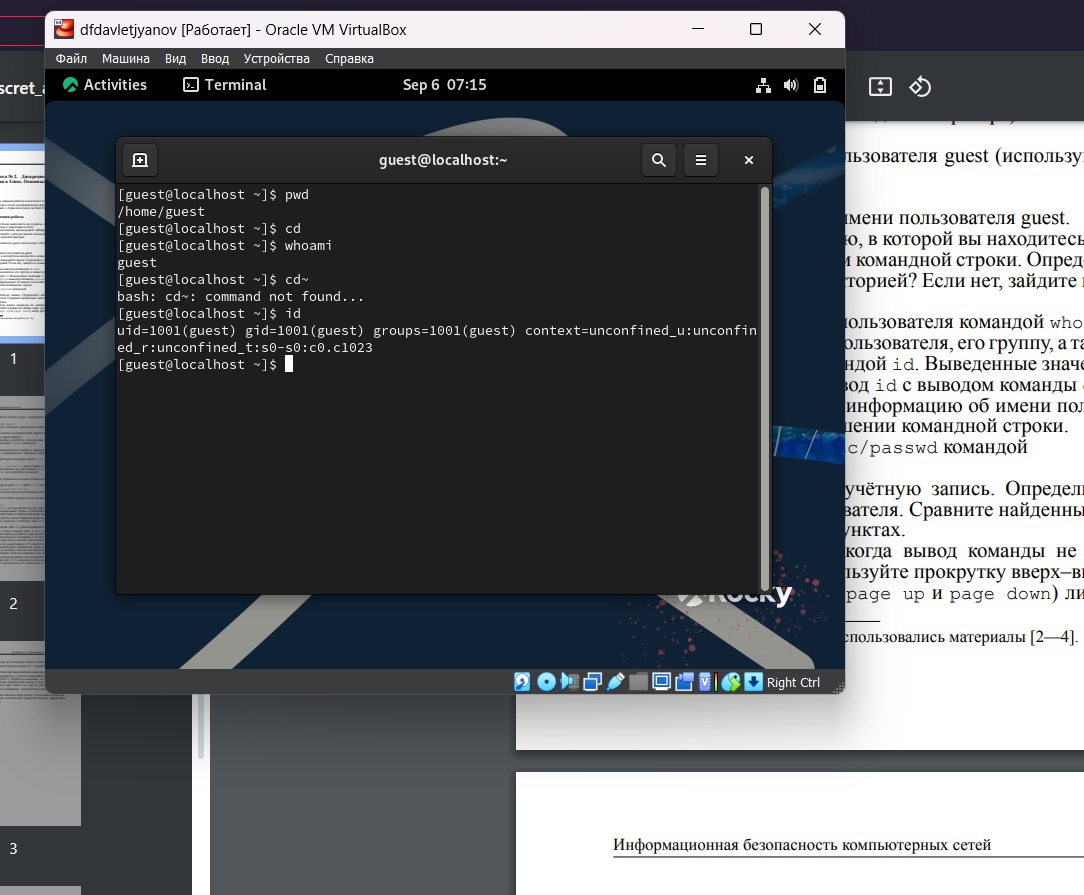 dfdavletjyanov [Работает] - Oracle VM VirtualBox
Файл Машина Вид Ввод Устройства Справка
Activities Terminal Sep 6 07:15
guest@localhost:~
[guest@localhost ~]$ pwd
/home/guest
[guest@localhost ~]$ cd
[guest@localhost ~]$ whoami
guest
[guest@localhost ~]$ cd~
bash: cd~: command not found...
[guest@localhost ~]$ id
uid=1001(guest) gid=1001(guest) groups=1001(guest) context=unconfined_u:unconfin
ed_r:unconfined_t:s0-s0:c0.c1023
[guest@localhost ~]$
Rocky
Right Ctrl
scret_
1
2
3
льзователя guest (использу
имени пользователя guest.
ю, в которой вы находитесь
м командной строки. Опред
торией? Если нет, зайдите
пользователя командой who
ользователя, его группу, а та
ндой id. Выведенные значе
вод id с выводом команды
информацию об имени пол
шении командной строки.
c/passwd командой
учётную запись. Определ
вателя. Сравните найденны
унктах.
когда вывод команды не
льзуйте прокрутку вверх–в
page up и page down) ли
спользовались материалы [2—4].
Информационная безопасность компьютерных сетей